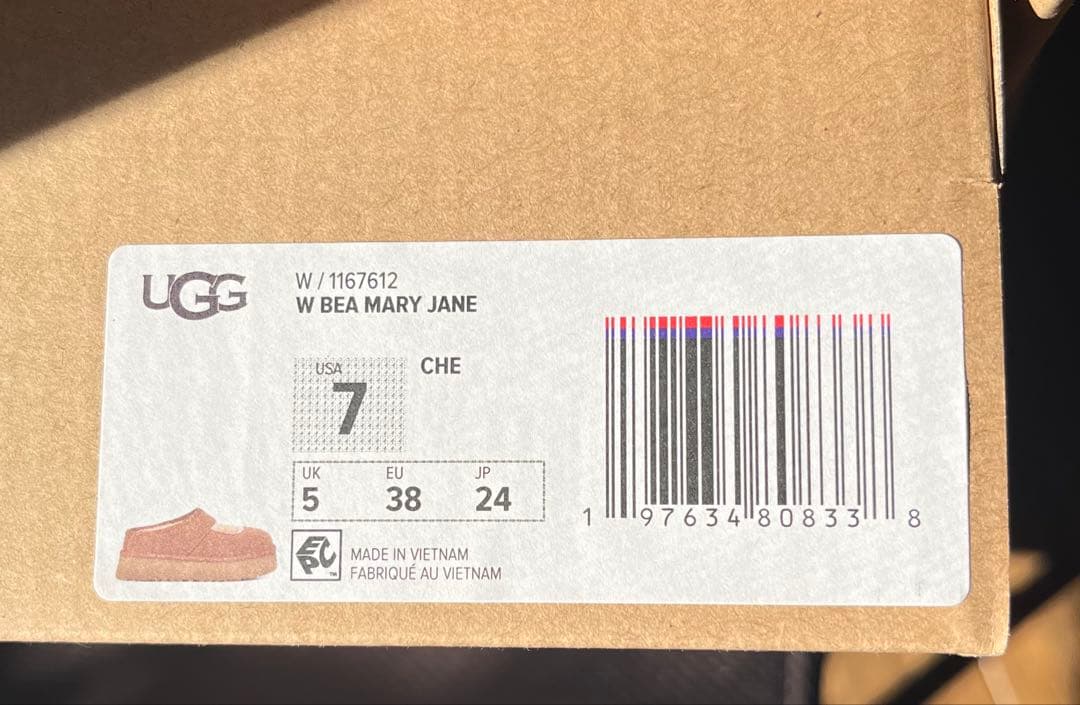 UGG
W / 1167612
W BEA MARY JANE
USA
7
CHE
UK EU JP
5 38 24
EPC™
MADE IN VIETNAM
FABRIQUÉ AU VIETNAM
1 97634 80833 8